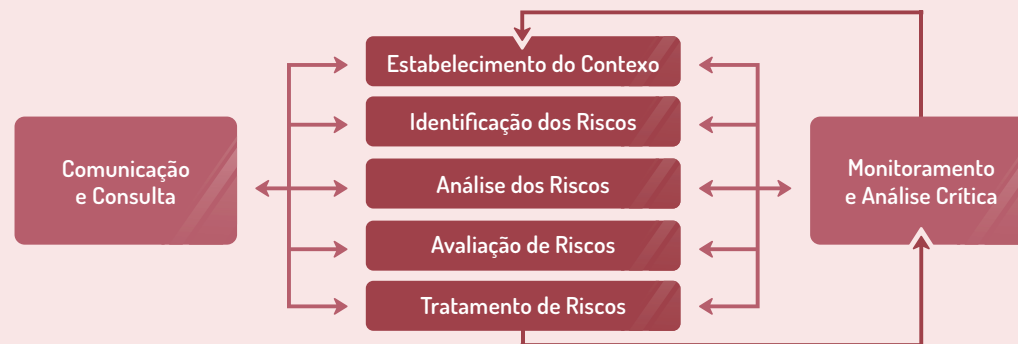 Estabelecimento do Contexo
Identificação dos Riscos
Comunicação
e Consulta
Análise dos Riscos
Monitoramento
e Análise Crítica
Avaliação de Riscos
Tratamento de Riscos